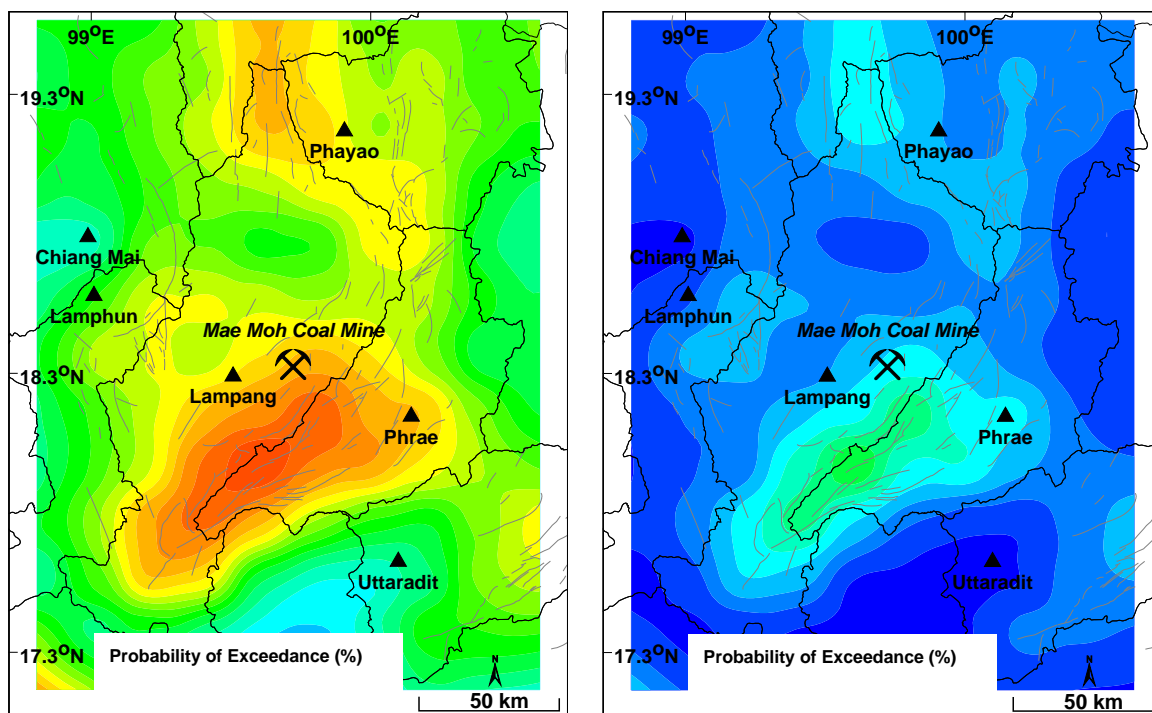 99°E 100°E
19.3°N
Phayao
Chiang Mai
Lamphun
Mae Moh Coal Mine
18.3°N
Lampang
Phrae
Uttaradit
17.3°N
Probability of Exceedance (%)
N
50 km
99°E 100°E
19.3°N
Phayao
Chiang Mai
Lamphun
Mae Moh Coal Mine
18.3°N
Lampang
Phrae
Uttaradit
17.3°N
Probability of Exceedance (%)
N
50 km